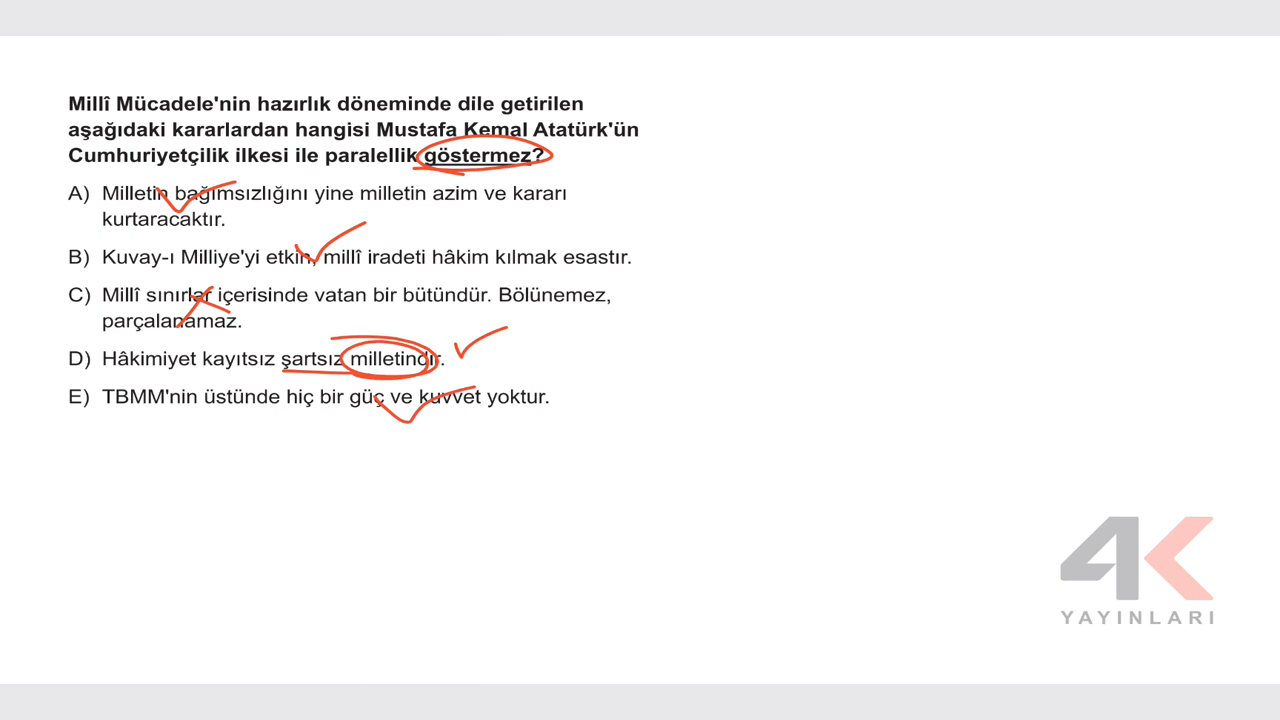 Millî Mücadele'nin hazırlık döneminde dile getirilen
aşağıdaki kararlardan hangisi Mustafa Kemal Atatürk'ün
Cumhuriyetçilik ilkesi ile paralellik göstermez?
A) Milletin bağımsızlığını yine milletin azim ve kararı
kurtaracaktır.
B) Kuvay-ı Milliye'yi etkin, millî iradeti hâkim kılmak esastır.
C) Millî sınırlar içerisinde vatan bir bütündür. Bölünemez,
parçalanamaz.
D) Hâkimiyet kayıtsız şartsız milletindir.
E) TBMM'nin üstünde hiç bir güç ve kuvvet yoktur.
4K
YAYINLARI